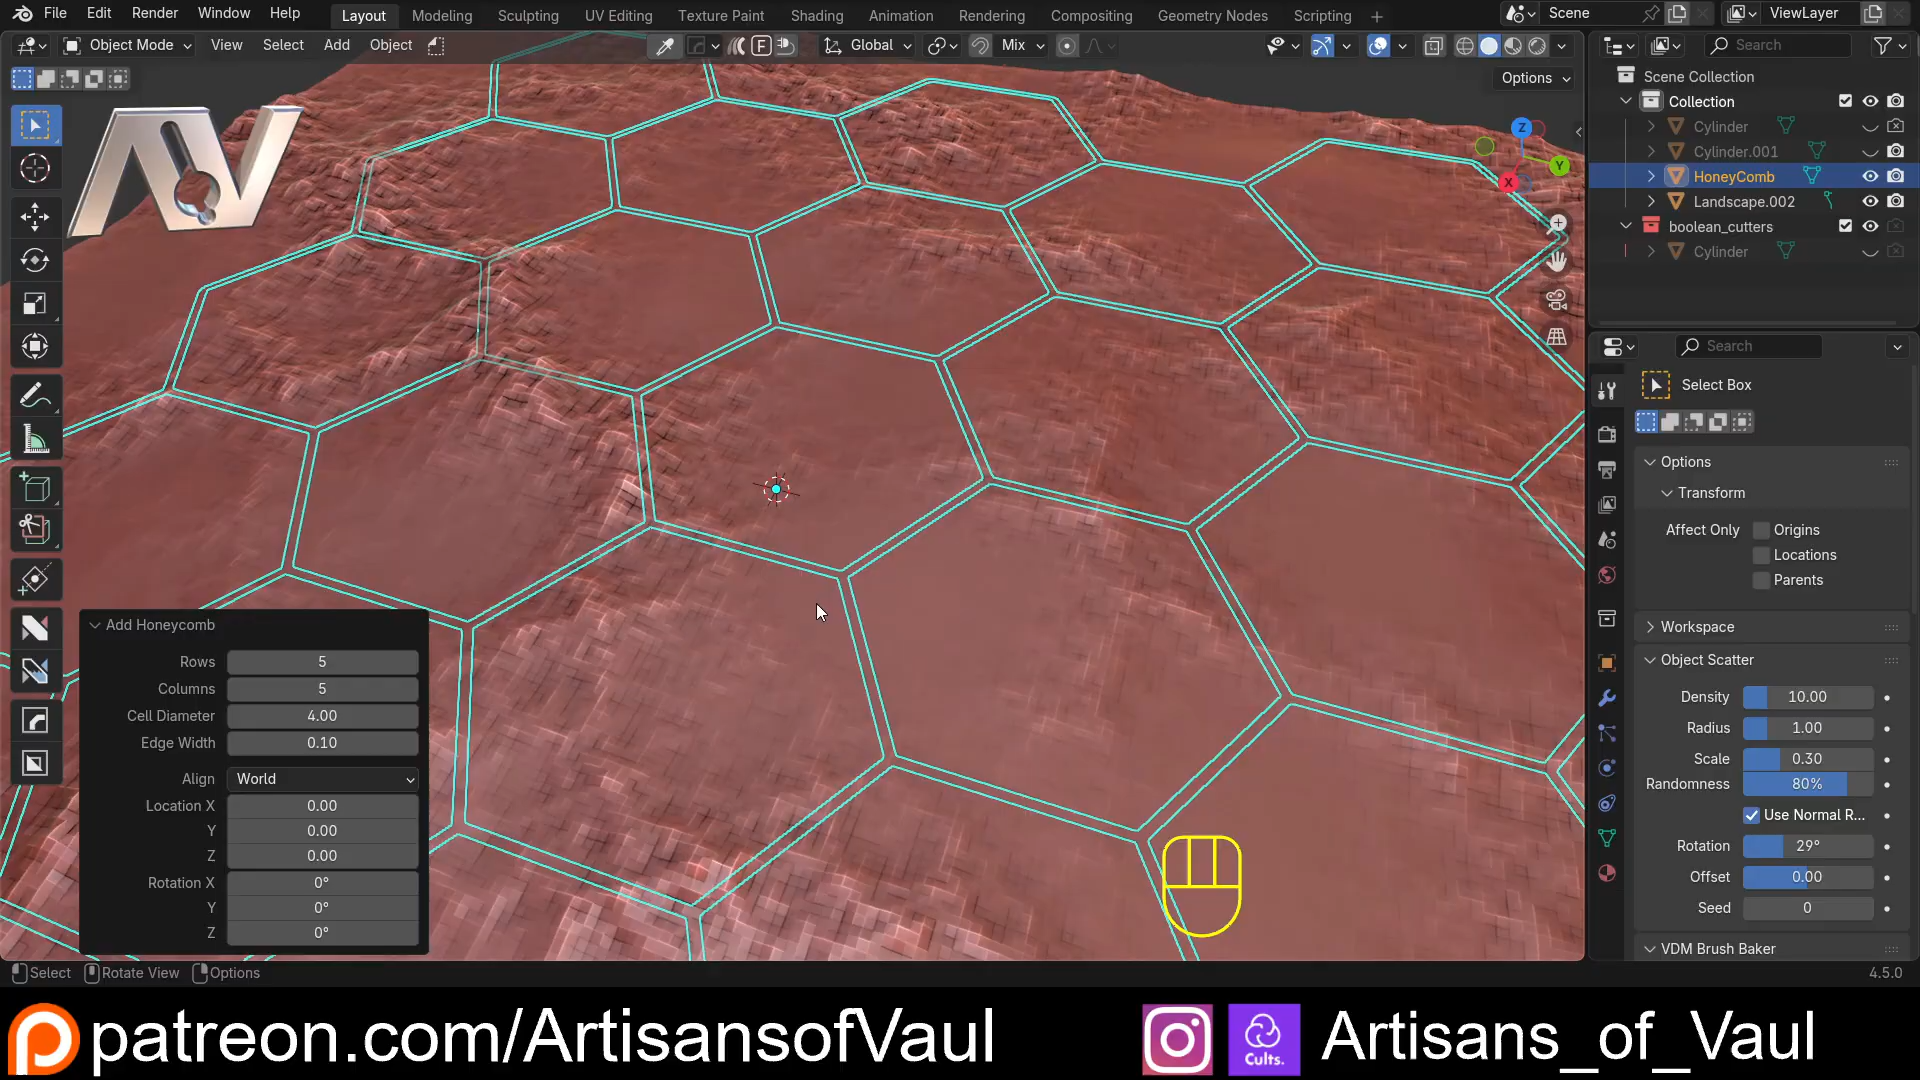 File Edit Render Window Help Layout Modeling Sculpting UV Editing Texture Paint Shading Animation Rendering Compositing Geometry Nodes Scripting + Scene ViewLayer
Object Mode View Select Add Object F Global Mix Search
Options
AV
Z
Y
X
Scene Collection
Collection
Cylinder
Cylinder.001
HoneyComb
Landscape.002
boolean_cutters
Cylinder
Search
Select Box
Options
Transform
Affect Only Origins
Locations
Parents
Workspace
Object Scatter
Density 10.00
Radius 1.00
Scale 0.30
Randomness 80%
Use Normal R...
Rotation 29°
Offset 0.00
Seed 0
VDM Brush Baker
Add Honeycomb
Rows 5
Columns 5
Cell Diameter 4.00
Edge Width 0.10
Align World
Location X 0.00
Y 0.00
Z 0.00
Rotation X 0°
Y 0°
Z 0°
Select Rotate View Options 4.5.0
patreon.com/ArtisansofVaul Cults. Artisans_of_Vaul